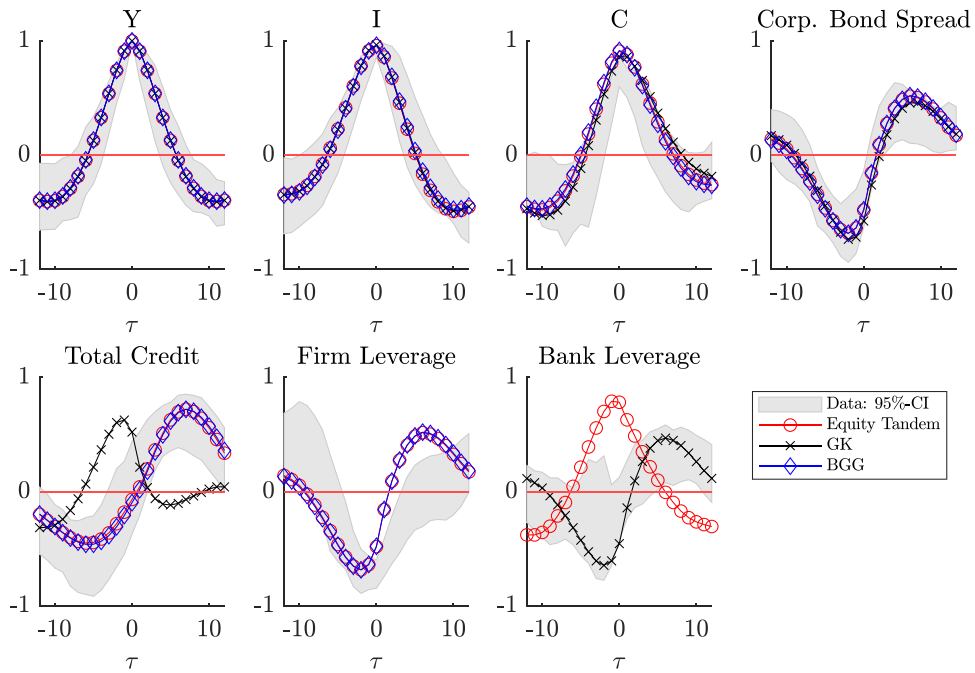 Y
I
C
Corp. Bond Spread
1
0
-1
-10
0
10
τ
1
0
-1
-10
0
10
τ
1
0
-1
-10
0
10
τ
1
0
-1
-10
0
10
τ
Total Credit
Firm Leverage
Bank Leverage
1
0
-1
-10
0
10
τ
1
0
-1
-10
0
10
τ
1
0
-1
-10
0
10
τ
Data: 95%-CI
Equity Tandem
GK
BGG